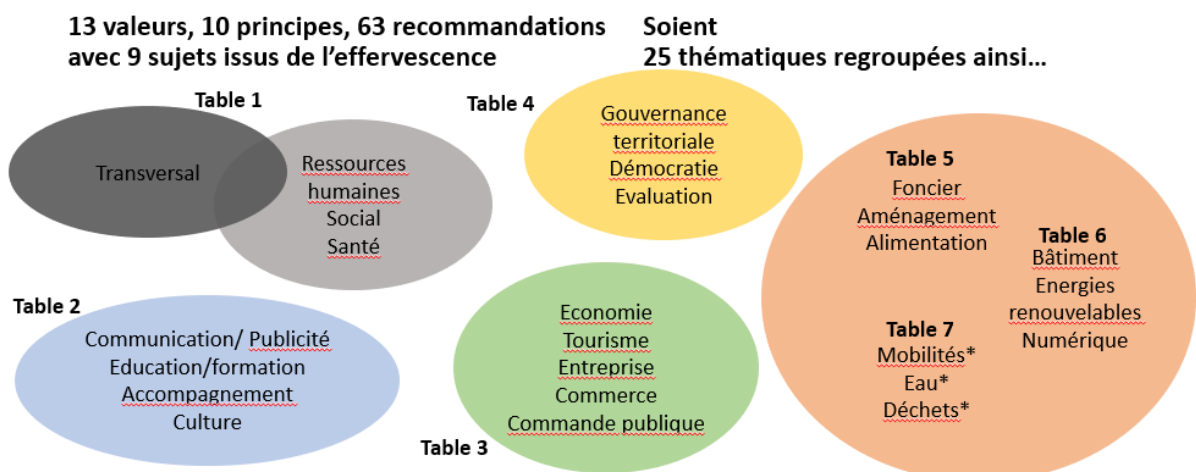 13 valeurs, 10 principes, 63 recommandations
avec 9 sujets issus de l’effervescence
Soient
25 thématiques regroupées ainsi…
Table 1
Transversal
Ressources
humaines
Social
Santé
Table 4
Gouvernance
territoriale
Démocratie
Evaluation
Table 5
Foncier
Aménagement
Alimentation
Table 6
Bâtiment
Energies
renouvelables
Numérique
Table 7
Mobilités*
Eau*
Déchets*
Table 2
Communication/ Publicité
Education/formation
Accompagnement
Culture
Economie
Tourisme
Entreprise
Commerce
Commande publique
Table 3